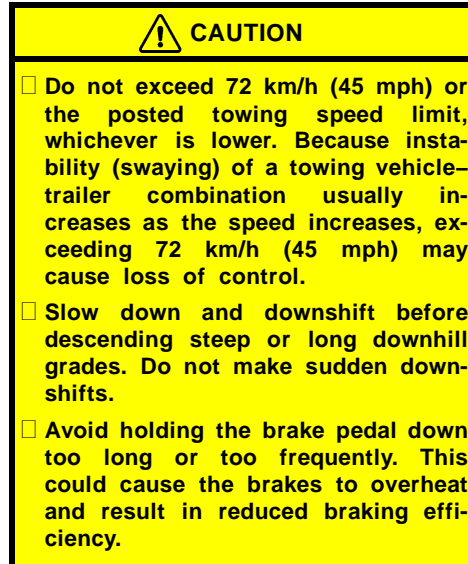 CAUTION
□ Do not exceed 72 km/h (45 mph) or
the posted towing speed limit,
whichever is lower. Because insta-
bility (swaying) of a towing vehicle–
trailer combination usually in-
creases as the speed increases, ex-
ceeding 72 km/h (45 mph) may
cause loss of control.
□ Slow down and downshift before
descending steep or long downhill
grades. Do not make sudden down-
shifts.
□ Avoid holding the brake pedal down
too long or too frequently. This
could cause the brakes to overheat
and result in reduced braking effi-
ciency.